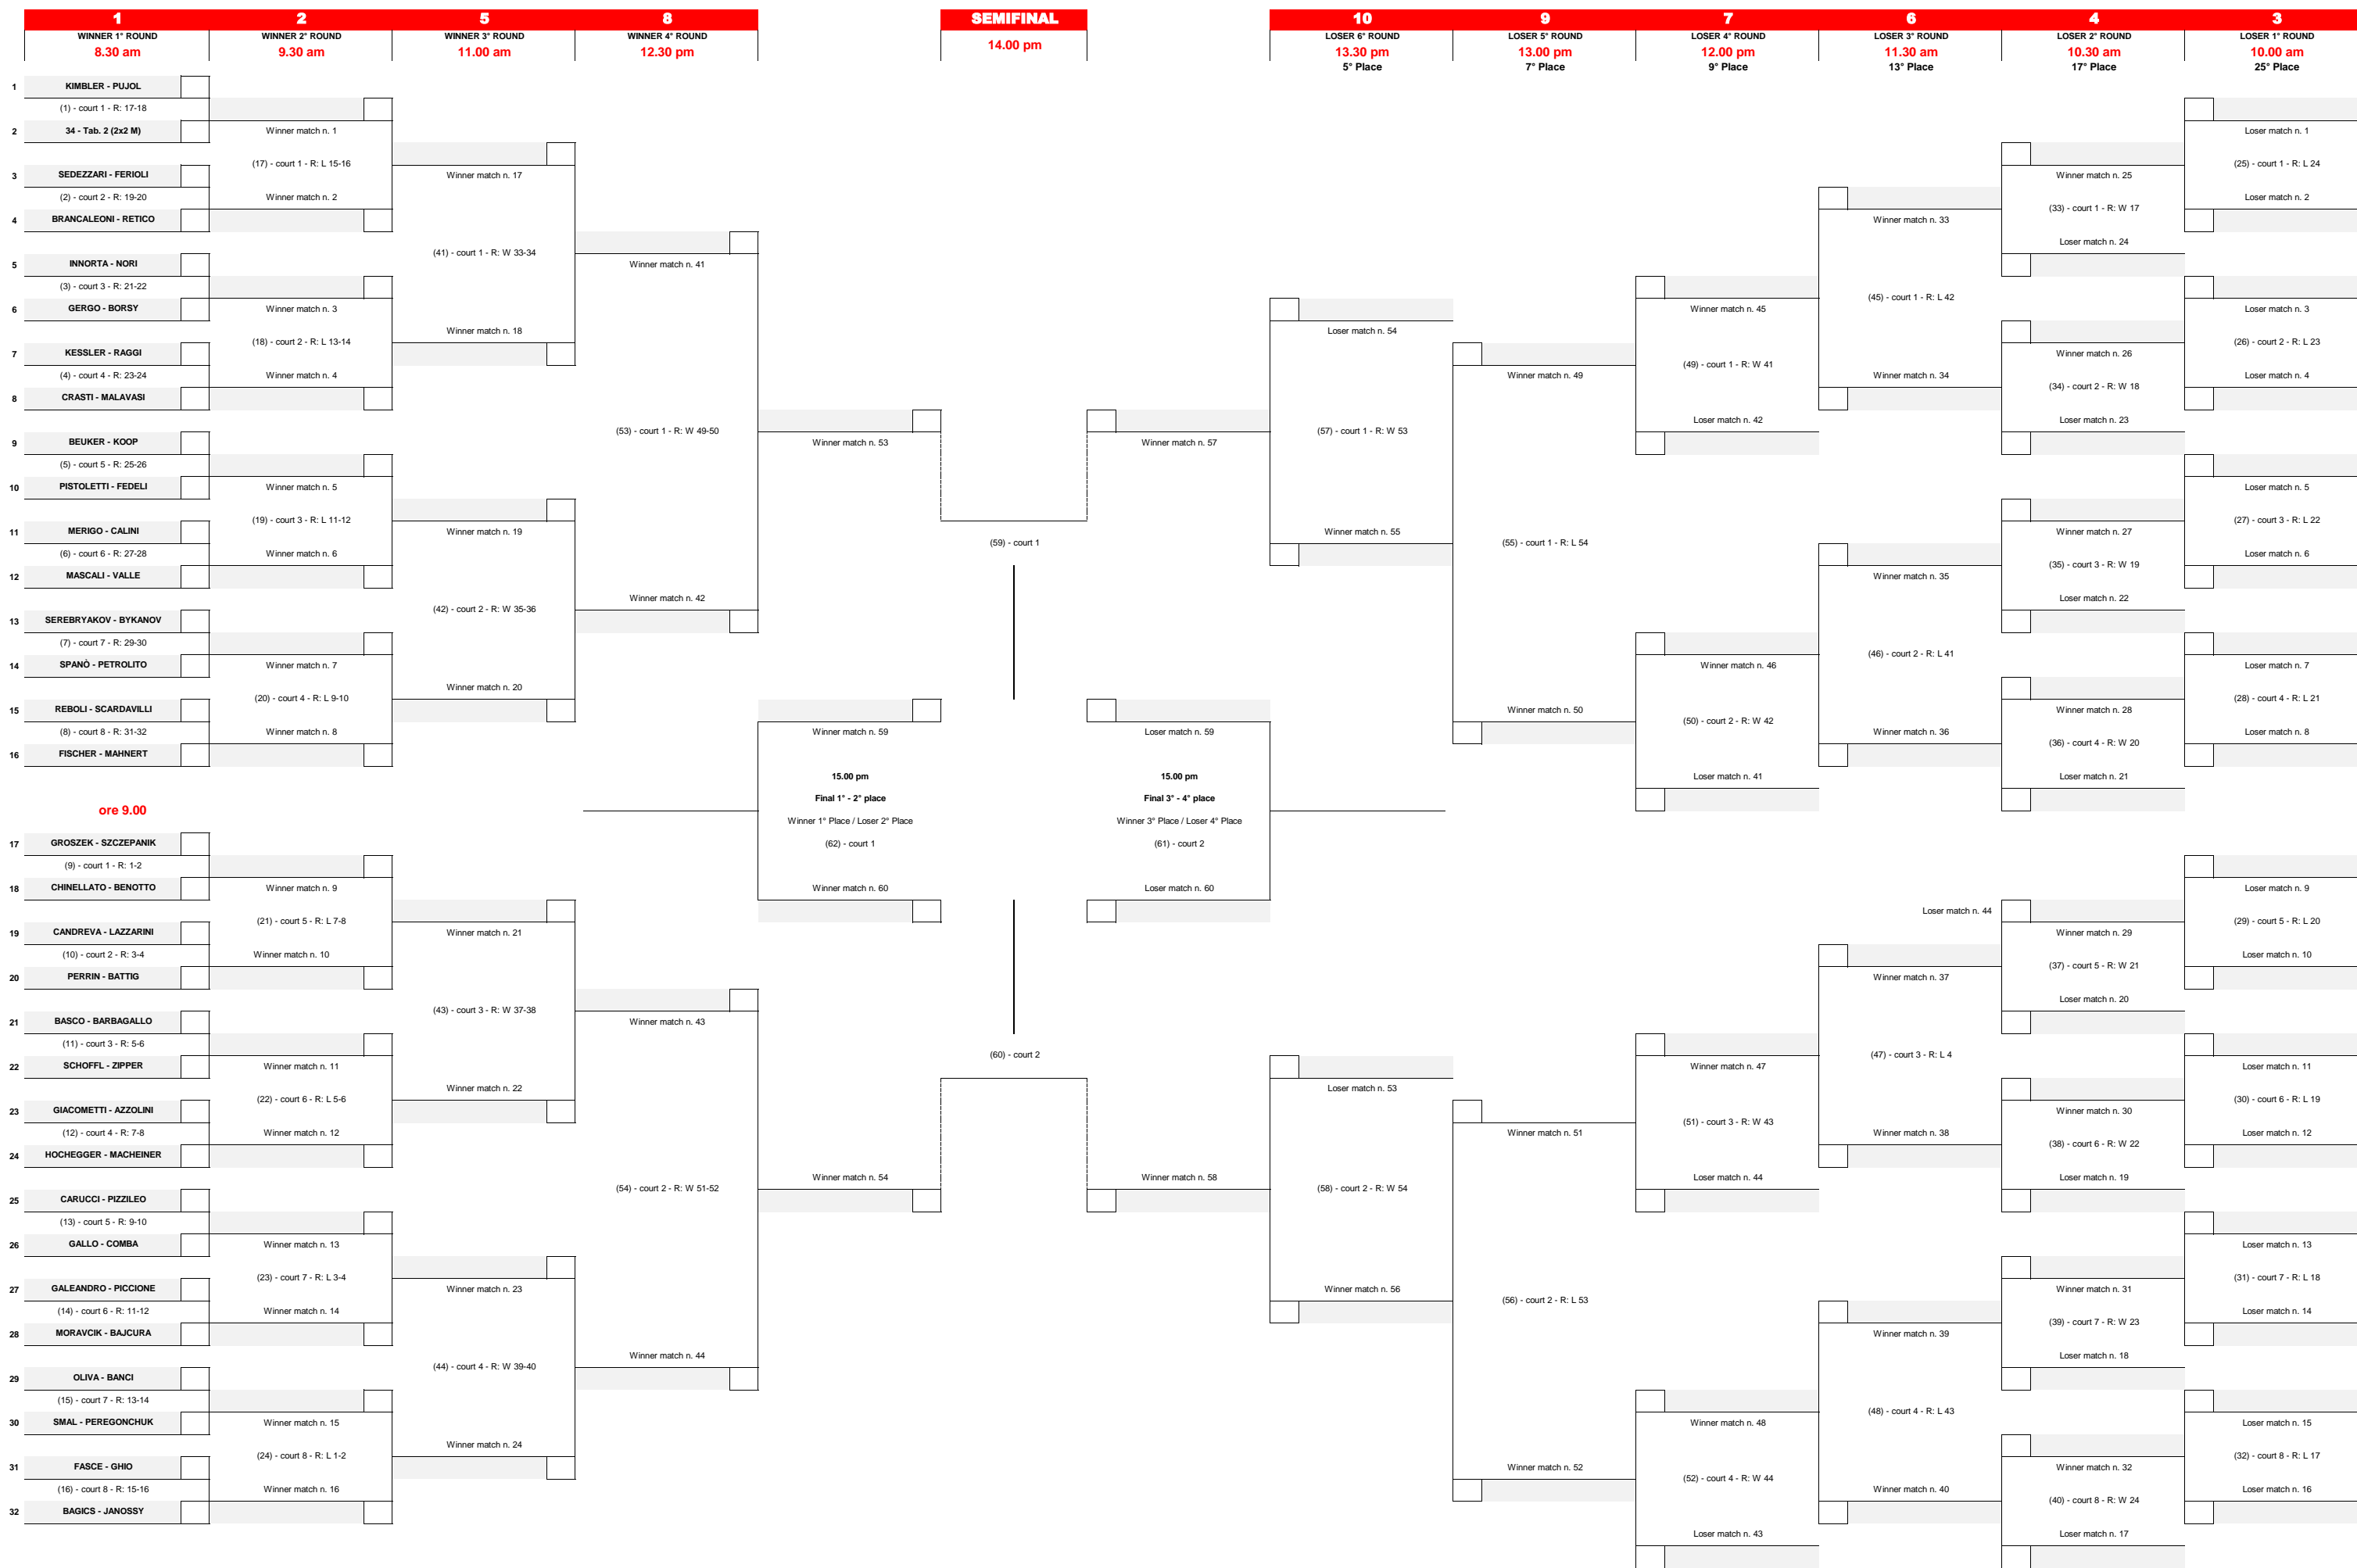 1
2
5
8
SEMIFINAL
10
9
7
6
4
3
WINNER 1° ROUND
WINNER 2° ROUND
WINNER 3° ROUND
WINNER 4° ROUND
LOSER 6° ROUND
LOSER 5° ROUND
LOSER 4° ROUND
LOSER 3° ROUND
LOSER 2° ROUND
LOSER 1° ROUND
8.30 am
9.30 am
11.00 am
12.30 pm
14.00 pm
13.30 pm
13.00 pm
12.00 pm
11.30 am
10.30 am
10.00 am
5° Place
7° Place
9° Place
13° Place
17° Place
25° Place
1 KIMBLER - PUJOL
(1) - court 1 - R: 17-18
2 34 - Tab. 2 (2x2 M)
3 SEDEZZARI - FERIOLI
(2) - court 2 - R: 19-20
4 BRANCALEONI - RETICO
5 INNORTA - NORI
(3) - court 3 - R: 21-22
6 GERGO - BORSY
7 KESSLER - RAGGI
(4) - court 4 - R: 23-24
8 CRASTI - MALAVASI
9 BEUKER - KOOP
(5) - court 5 - R: 25-26
10 PISTOLETTI - FEDELI
11 MERIGO - CALINI
(6) - court 6 - R: 27-28
12 MASCALI - VALLE
13 SEREBRYAKOV - BYKANOV
(7) - court 7 - R: 29-30
14 SPANÒ - PETROLITO
15 REBOLI - SCARDAVILLI
(8) - court 8 - R: 31-32
16 FISCHER - MAHNERT
ore 9.00
17 GROSZEK - SZCZEPANIK
(9) - court 1 - R: 1-2
18 CHINELLATO - BENOTTO
19 CANDREVA - LAZZARINI
(10) - court 2 - R: 3-4
20 PERRIN - BATTIG
21 BASCO - BARBAGALLO
(11) - court 3 - R: 5-6
22 SCHOFFL - ZIPPER
23 GIACOMETTI - AZZOLINI
(12) - court 4 - R: 7-8
24 HOCHEGGER - MACHEINER
25 CARUCCI - PIZZILEO
(13) - court 5 - R: 9-10
26 GALLO - COMBA
27 GALEANDRO - PICCIONE
(14) - court 6 - R: 11-12
28 MORAVCIK - BAJCURA
29 OLIVA - BANCI
(15) - court 7 - R: 13-14
30 SMAL - PEREGONCHUK
31 FASCE - GHIO
(16) - court 8 - R: 15-16
32 BAGICS - JANOSSY
Winner match n. 1
(17) - court 1 - R: L 15-16
Winner match n. 2
Winner match n. 3
(18) - court 2 - R: L 13-14
Winner match n. 4
Winner match n. 5
(19) - court 3 - R: L 11-12
Winner match n. 6
Winner match n. 7
(20) - court 4 - R: L 9-10
Winner match n. 8
Winner match n. 9
(21) - court 5 - R: L 7-8
Winner match n. 10
Winner match n. 11
(22) - court 6 - R: L 5-6
Winner match n. 12
Winner match n. 13
(23) - court 7 - R: L 3-4
Winner match n. 14
Winner match n. 15
(24) - court 8 - R: L 1-2
Winner match n. 16
Winner match n. 17
(41) - court 1 - R: W 33-34
Winner match n. 18
Winner match n. 19
(42) - court 2 - R: W 35-36
Winner match n. 20
Winner match n. 21
(43) - court 3 - R: W 37-38
Winner match n. 22
Winner match n. 23
(44) - court 4 - R: W 39-40
Winner match n. 24
Winner match n. 41
(53) - court 1 - R: W 49-50
Winner match n. 42
Winner match n. 43
(54) - court 2 - R: W 51-52
Winner match n. 44
Winner match n. 53
Winner match n. 59
15.00 pm
Final 1° - 2° place
Winner 1° Place / Loser 2° Place
(62) - court 1
Winner match n. 60
Winner match n. 54
(59) - court 1
(60) - court 2
Winner match n. 57
Loser match n. 59
15.00 pm
Final 3° - 4° place
Winner 3° Place / Loser 4° Place
(61) - court 2
Loser match n. 60
Winner match n. 58
Loser match n. 54
(57) - court 1 - R: W 53
Winner match n. 55
Loser match n. 53
(58) - court 2 - R: W 54
Winner match n. 56
Winner match n. 49
(55) - court 1 - R: L 54
Winner match n. 50
Winner match n. 51
(56) - court 2 - R: L 53
Winner match n. 52
Winner match n. 45
(49) - court 1 - R: W 41
Loser match n. 42
Winner match n. 46
(50) - court 2 - R: W 42
Loser match n. 41
Winner match n. 47
(51) - court 3 - R: W 43
Loser match n. 44
Winner match n. 48
(52) - court 4 - R: W 44
Loser match n. 43
Winner match n. 33
(45) - court 1 - R: L 42
Winner match n. 34
Winner match n. 35
(46) - court 2 - R: L 41
Winner match n. 36
Loser match n. 44
Winner match n. 37
(47) - court 3 - R: L 4
Winner match n. 38
Winner match n. 39
(48) - court 4 - R: L 43
Winner match n. 40
Winner match n. 25
(33) - court 1 - R: W 17
Loser match n. 24
Winner match n. 26
(34) - court 2 - R: W 18
Loser match n. 23
Winner match n. 27
(35) - court 3 - R: W 19
Loser match n. 22
Winner match n. 28
(36) - court 4 - R: W 20
Loser match n. 21
Winner match n. 29
(37) - court 5 - R: W 21
Loser match n. 20
Winner match n. 30
(38) - court 6 - R: W 22
Loser match n. 19
Winner match n. 31
(39) - court 7 - R: W 23
Loser match n. 18
Winner match n. 32
(40) - court 8 - R: W 24
Loser match n. 17
Loser match n. 1
(25) - court 1 - R: L 24
Loser match n. 2
Loser match n. 3
(26) - court 2 - R: L 23
Loser match n. 4
Loser match n. 5
(27) - court 3 - R: L 22
Loser match n. 6
Loser match n. 7
(28) - court 4 - R: L 21
Loser match n. 8
Loser match n. 9
(29) - court 5 - R: L 20
Loser match n. 10
Loser match n. 11
(30) - court 6 - R: L 19
Loser match n. 12
Loser match n. 13
(31) - court 7 - R: L 18
Loser match n. 14
Loser match n. 15
(32) - court 8 - R: L 17
Loser match n. 16